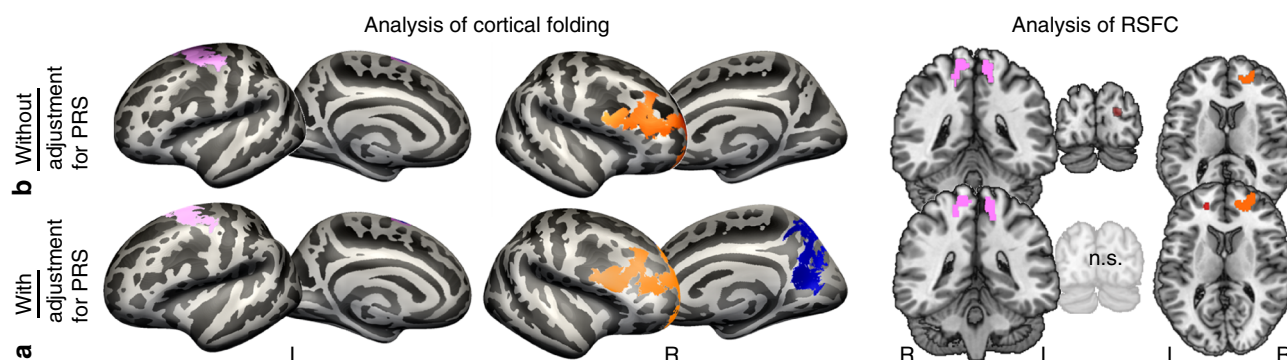 Analysis of cortical folding
Analysis of RSFC
b
Without
adjustment
for PRS
a
With
adjustment
for PRS
n.s.
R
R